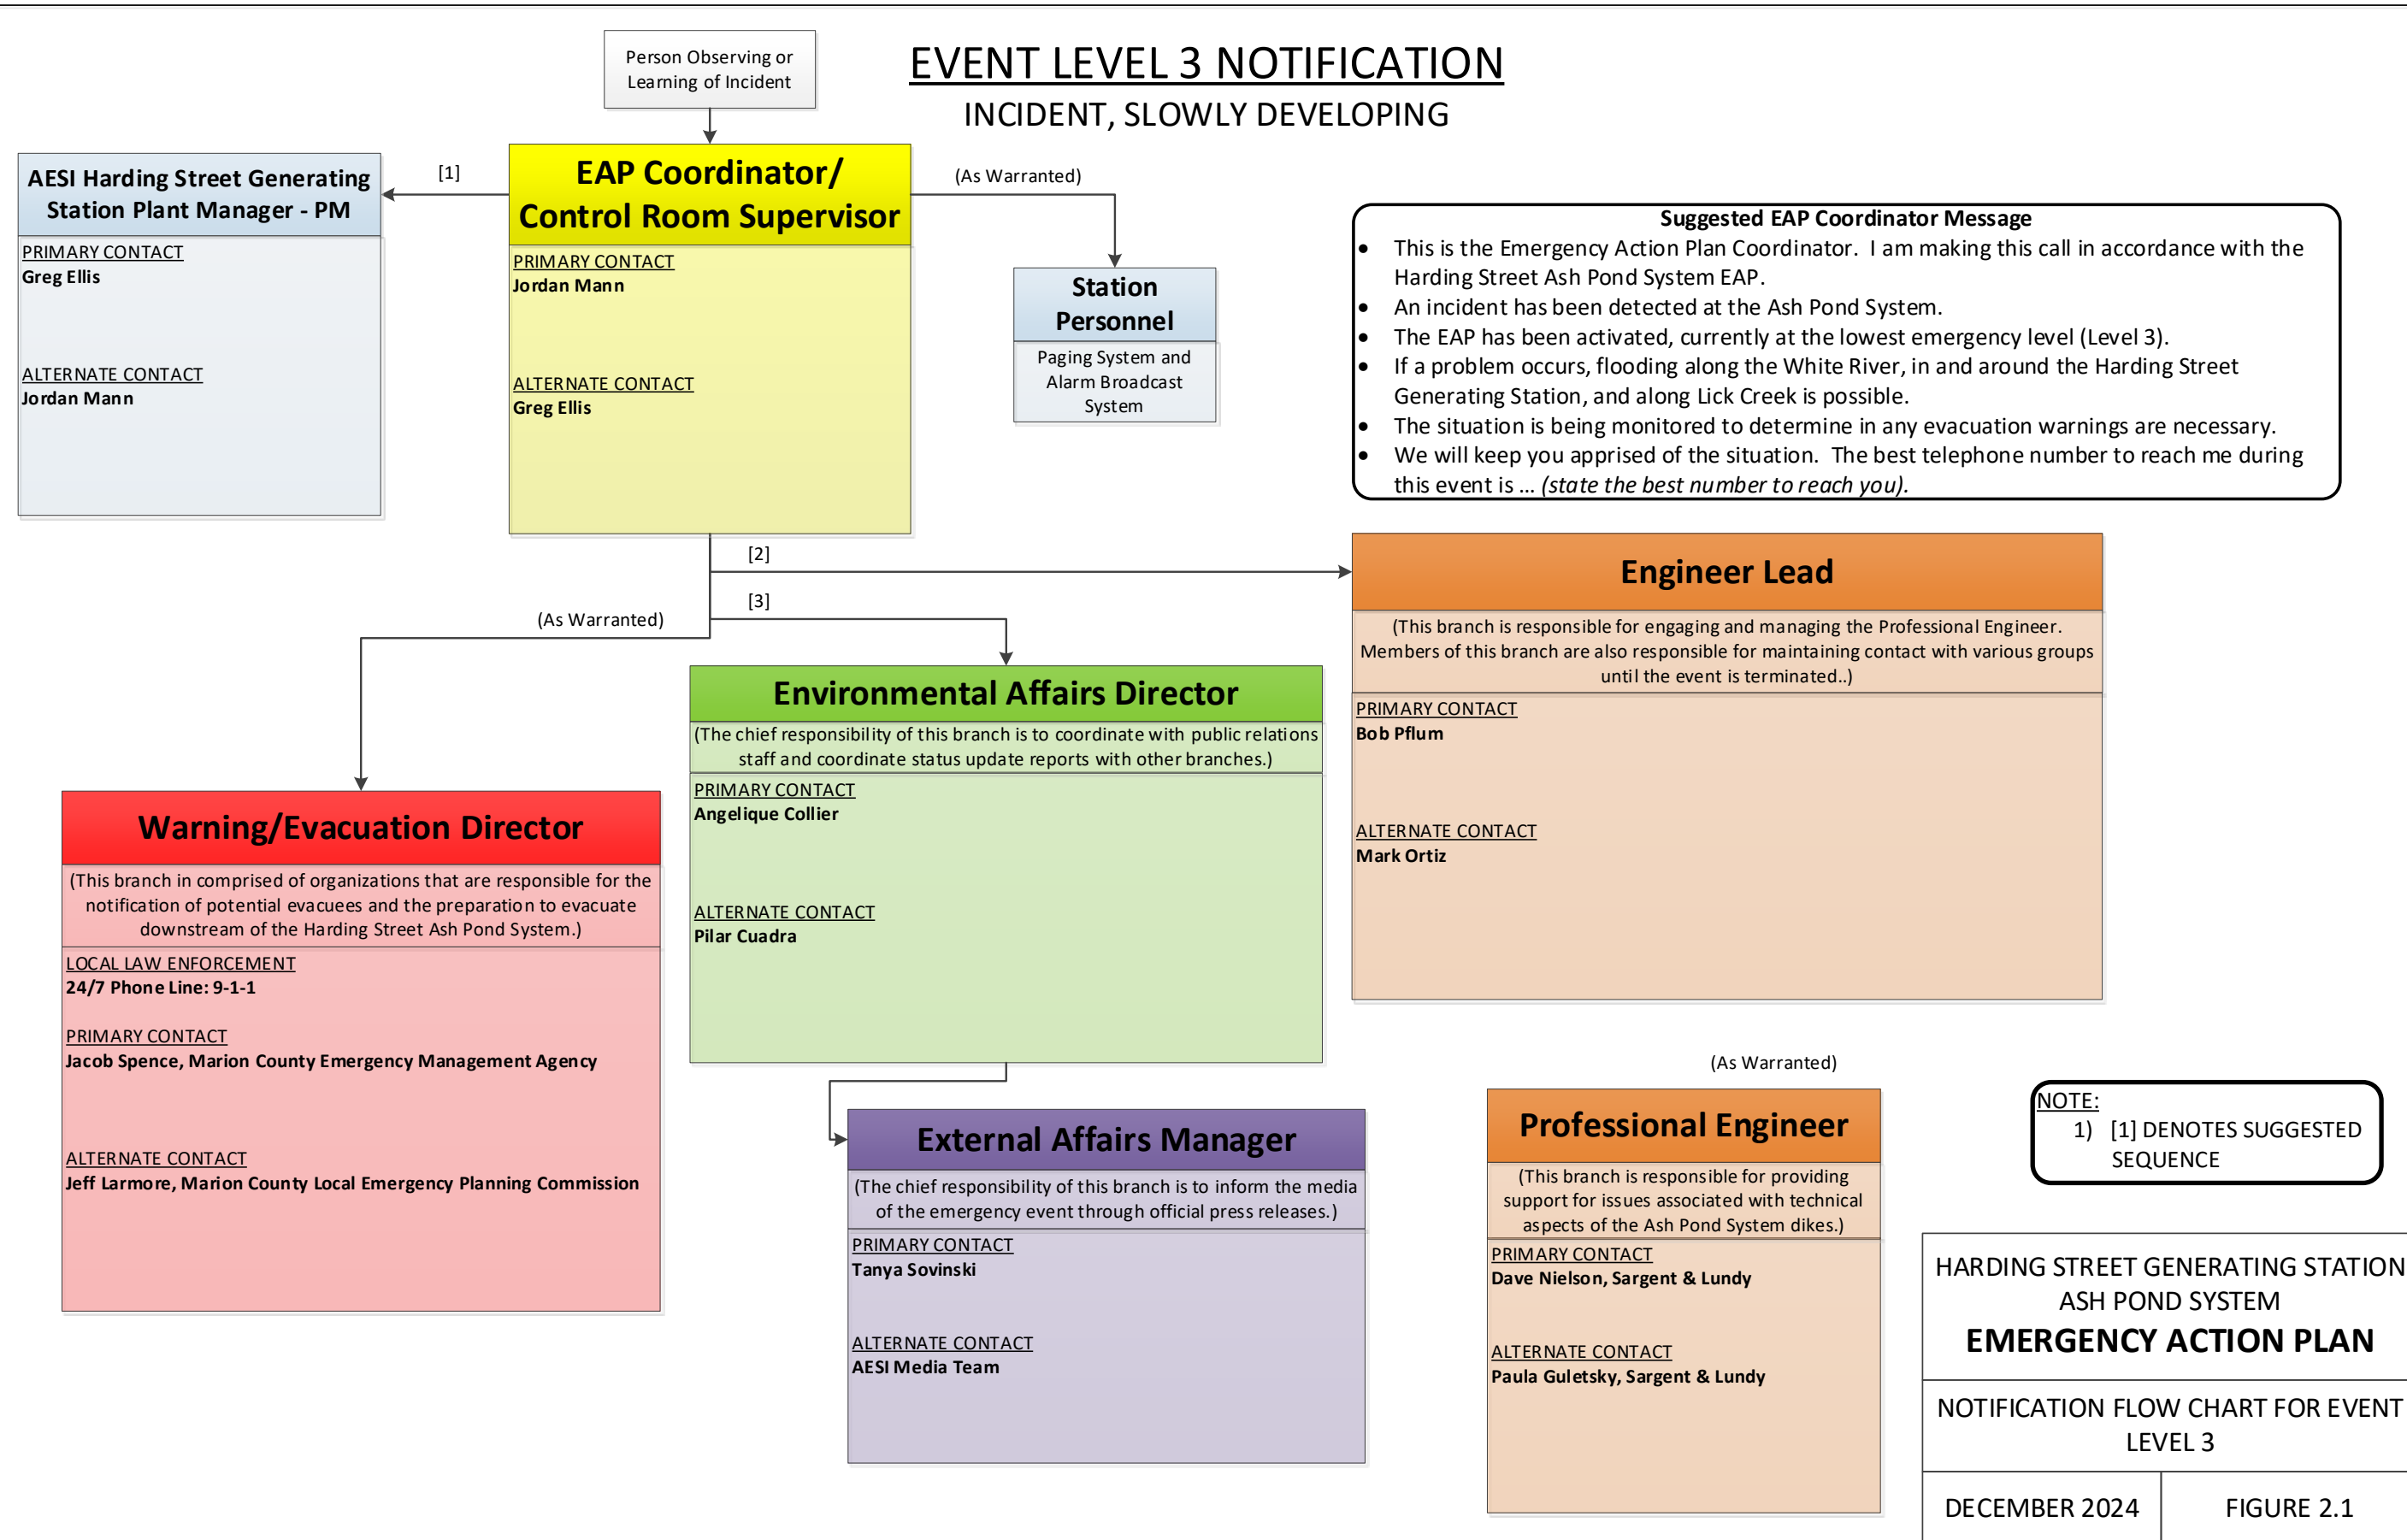 Person Observing or
Learning of Incident
EVENT LEVEL 3 NOTIFICATION
INCIDENT, SLOWLY DEVELOPING
AESI Harding Street Generating
Station Plant Manager - PM
PRIMARY CONTACT
Greg Ellis
ALTERNATE CONTACT
Jordan Mann
[1]
EAP Coordinator/
Control Room Supervisor
PRIMARY CONTACT
Jordan Mann
ALTERNATE CONTACT
Greg Ellis
(As Warranted)
Station
Personnel
Paging System and
Alarm Broadcast
System
Suggested EAP Coordinator Message
• This is the Emergency Action Plan Coordinator. I am making this call in accordance with the
Harding Street Ash Pond System EAP.
• An incident has been detected at the Ash Pond System.
• The EAP has been activated, currently at the lowest emergency level (Level 3).
• If a problem occurs, flooding along the White River, in and around the Harding Street
Generating Station, and along Lick Creek is possible.
• The situation is being monitored to determine in any evacuation warnings are necessary.
• We will keep you apprised of the situation. The best telephone number to reach me during
this event is … (state the best number to reach you).
[2]
[3]
(As Warranted)
Engineer Lead
(This branch is responsible for engaging and managing the Professional Engineer.
Members of this branch are also responsible for maintaining contact with various groups
until the event is terminated..)
PRIMARY CONTACT
Bob Pflum
ALTERNATE CONTACT
Mark Ortiz
Environmental Affairs Director
(The chief responsibility of this branch is to coordinate with public relations
staff and coordinate status update reports with other branches.)
PRIMARY CONTACT
Angelique Collier
ALTERNATE CONTACT
Pilar Cuadra
Warning/Evacuation Director
(This branch in comprised of organizations that are responsible for the
notification of potential evacuees and the preparation to evacuate
downstream of the Harding Street Ash Pond System.)
LOCAL LAW ENFORCEMENT
24/7 Phone Line: 9-1-1
PRIMARY CONTACT
Jacob Spence, Marion County Emergency Management Agency
ALTERNATE CONTACT
Jeff Larmore, Marion County Local Emergency Planning Commission
External Affairs Manager
(The chief responsibility of this branch is to inform the media
of the emergency event through official press releases.)
PRIMARY CONTACT
Tanya Sovinski
ALTERNATE CONTACT
AESI Media Team
(As Warranted)
Professional Engineer
(This branch is responsible for providing
support for issues associated with technical
aspects of the Ash Pond System dikes.)
PRIMARY CONTACT
Dave Nielson, Sargent & Lundy
ALTERNATE CONTACT
Paula Guletsky, Sargent & Lundy
NOTE:
1) [1] DENOTES SUGGESTED
SEQUENCE
HARDING STREET GENERATING STATION
ASH POND SYSTEM
EMERGENCY ACTION PLAN
NOTIFICATION FLOW CHART FOR EVENT
LEVEL 3
DECEMBER 2024
FIGURE 2.1